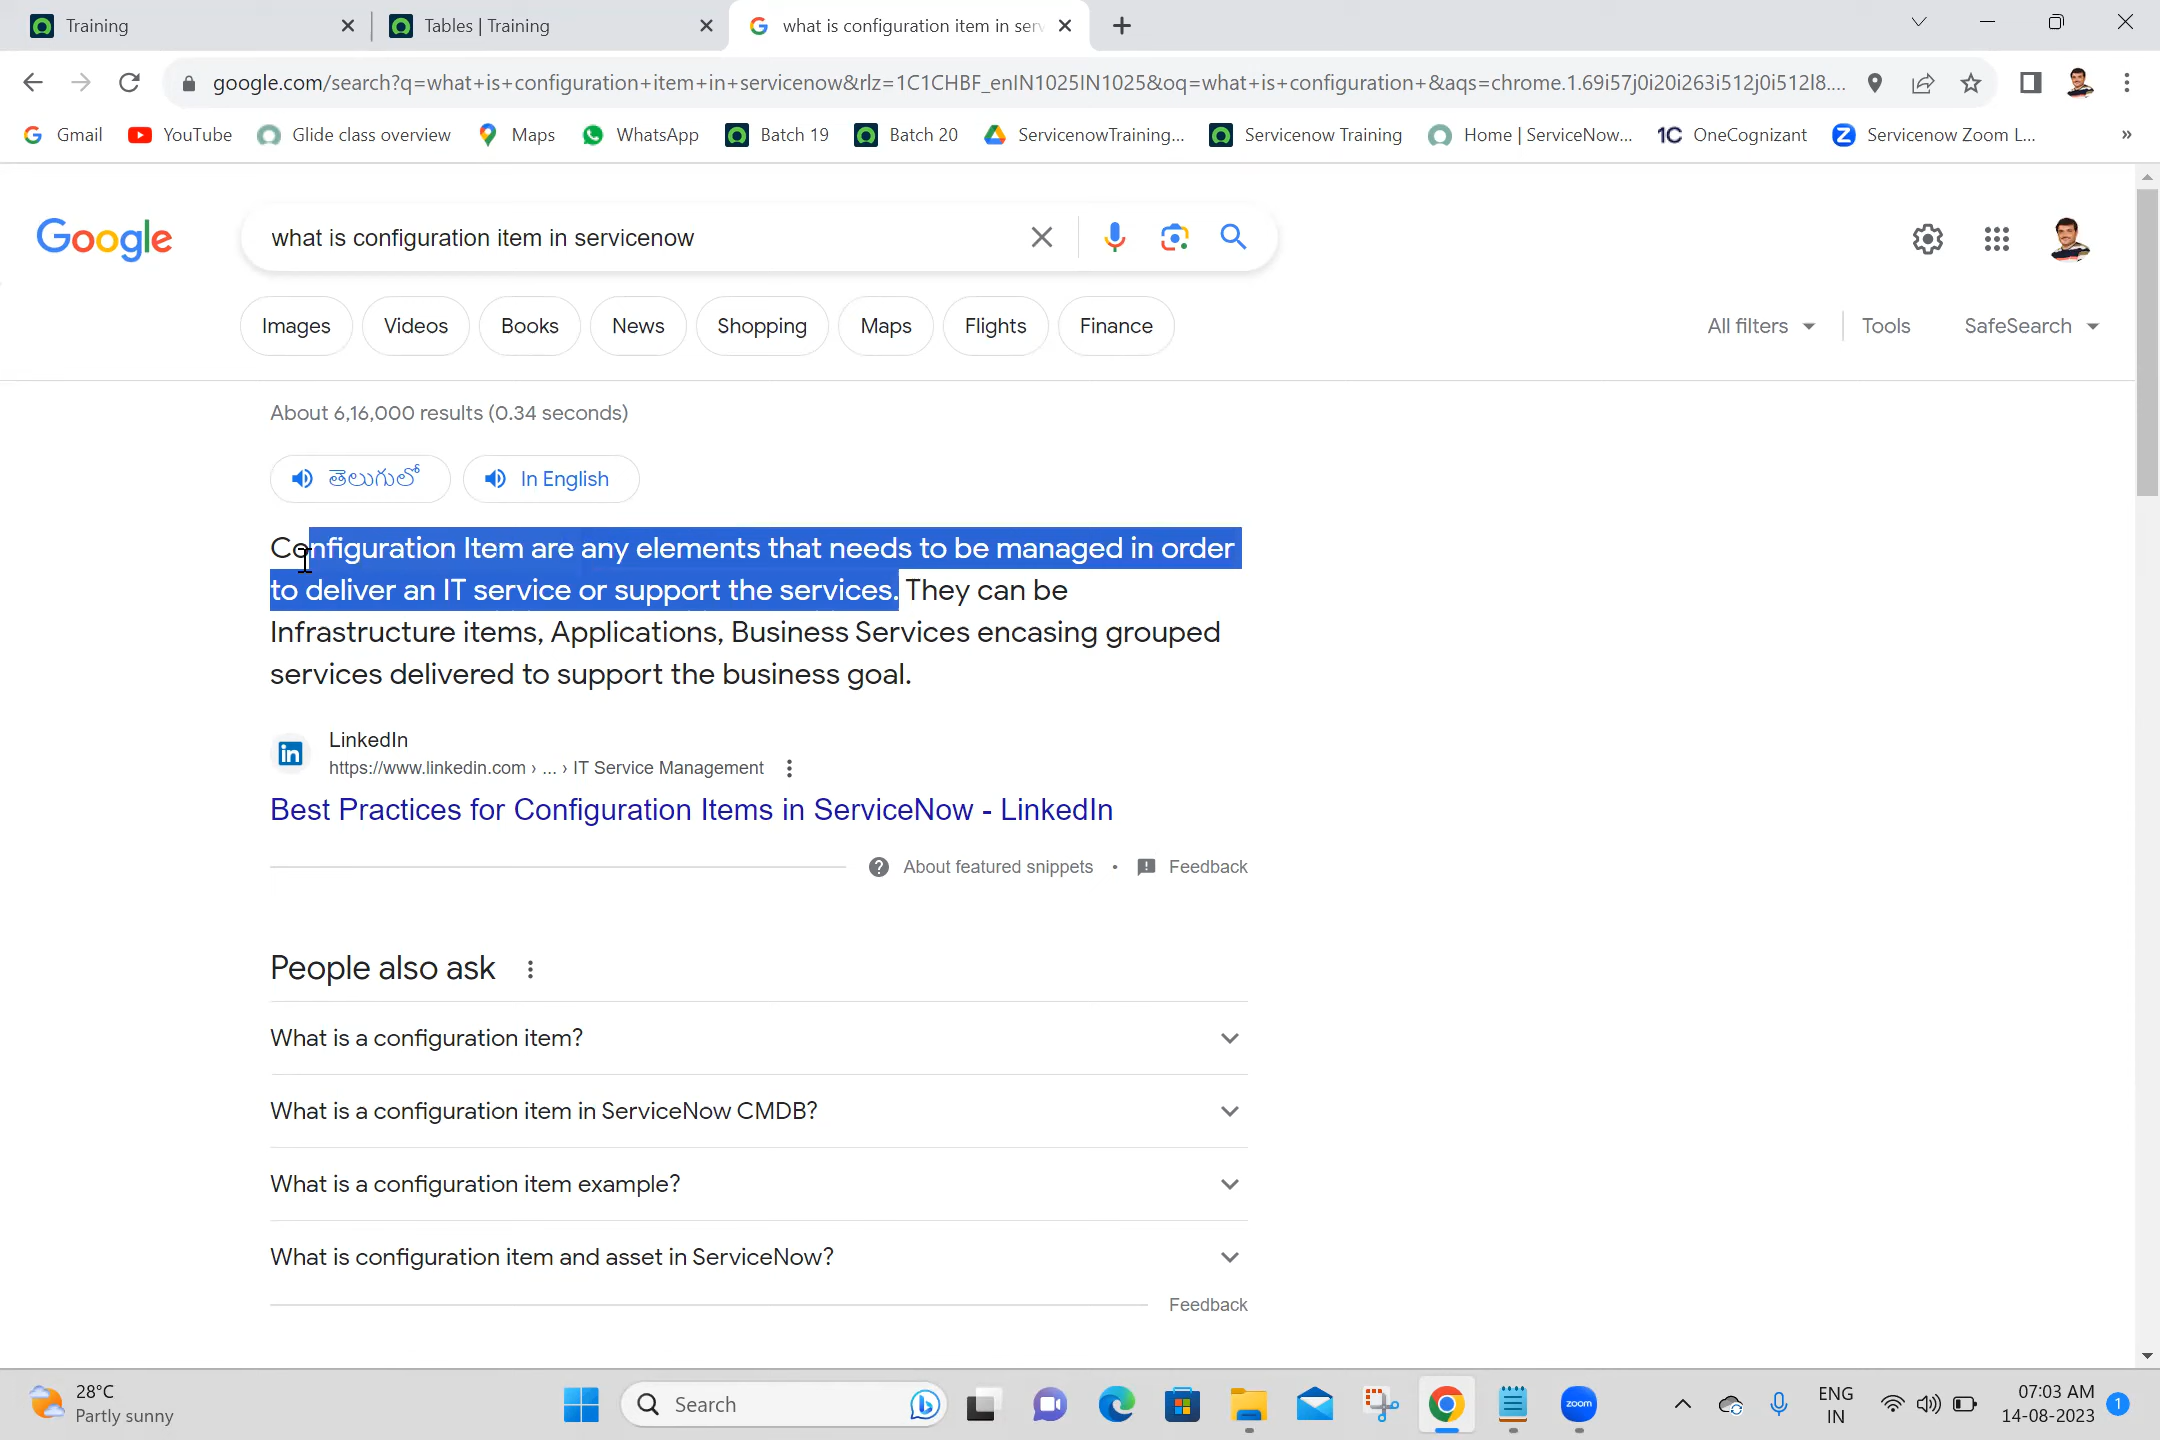 Training
Tables | Training
what is configuration item in serv
google.com/search?q=what+is+configuration+item+in+servicenow&rlz=1C1CHBF_enIN1025IN1025&oq=what+is+configuration+&aqs=chrome.1.69i57j0i20i263i512j0i512l8....
Gmail
YouTube
Glide class overview
Maps
WhatsApp
Batch 19
Batch 20
ServicenowTraining...
Servicenow Training
Home | ServiceNow...
1C OneCognizant
Servicenow Zoom L...
»
Google
what is configuration item in servicenow
Images
Videos
Books
News
Shopping
Maps
Flights
Finance
All filters
Tools
SafeSearch
About 6,16,000 results (0.34 seconds)
తెలుగులో
In English
Configuration Item are any elements that needs to be managed in order
to deliver an IT service or support the services. They can be
Infrastructure items, Applications, Business Services encasing grouped
services delivered to support the business goal.
LinkedIn
https://www.linkedin.com › ... › IT Service Management
Best Practices for Configuration Items in ServiceNow - LinkedIn
About featured snippets • Feedback
People also ask
What is a configuration item?
What is a configuration item in ServiceNow CMDB?
What is a configuration item example?
What is configuration item and asset in ServiceNow?
Feedback
28°C
Partly sunny
Search
zoom
ENG
IN
07:03 AM
14-08-2023
1